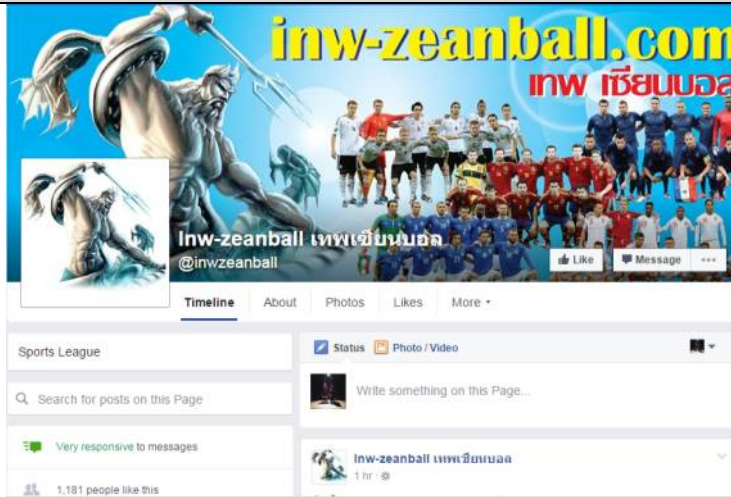 inw-zeanball.com
เทพ เซียนบอล
Inw-zeanball เทพเซียนบอล
@inwzeanball
Like
Message
Timeline
About
Photos
Likes
More
Sports League
Status
Photo / Video
Search for posts on this Page
Write something on this Page...
Very responsive to messages
Inw-zeanball เทพเซียนบอล
1 hr
1,181 people like this